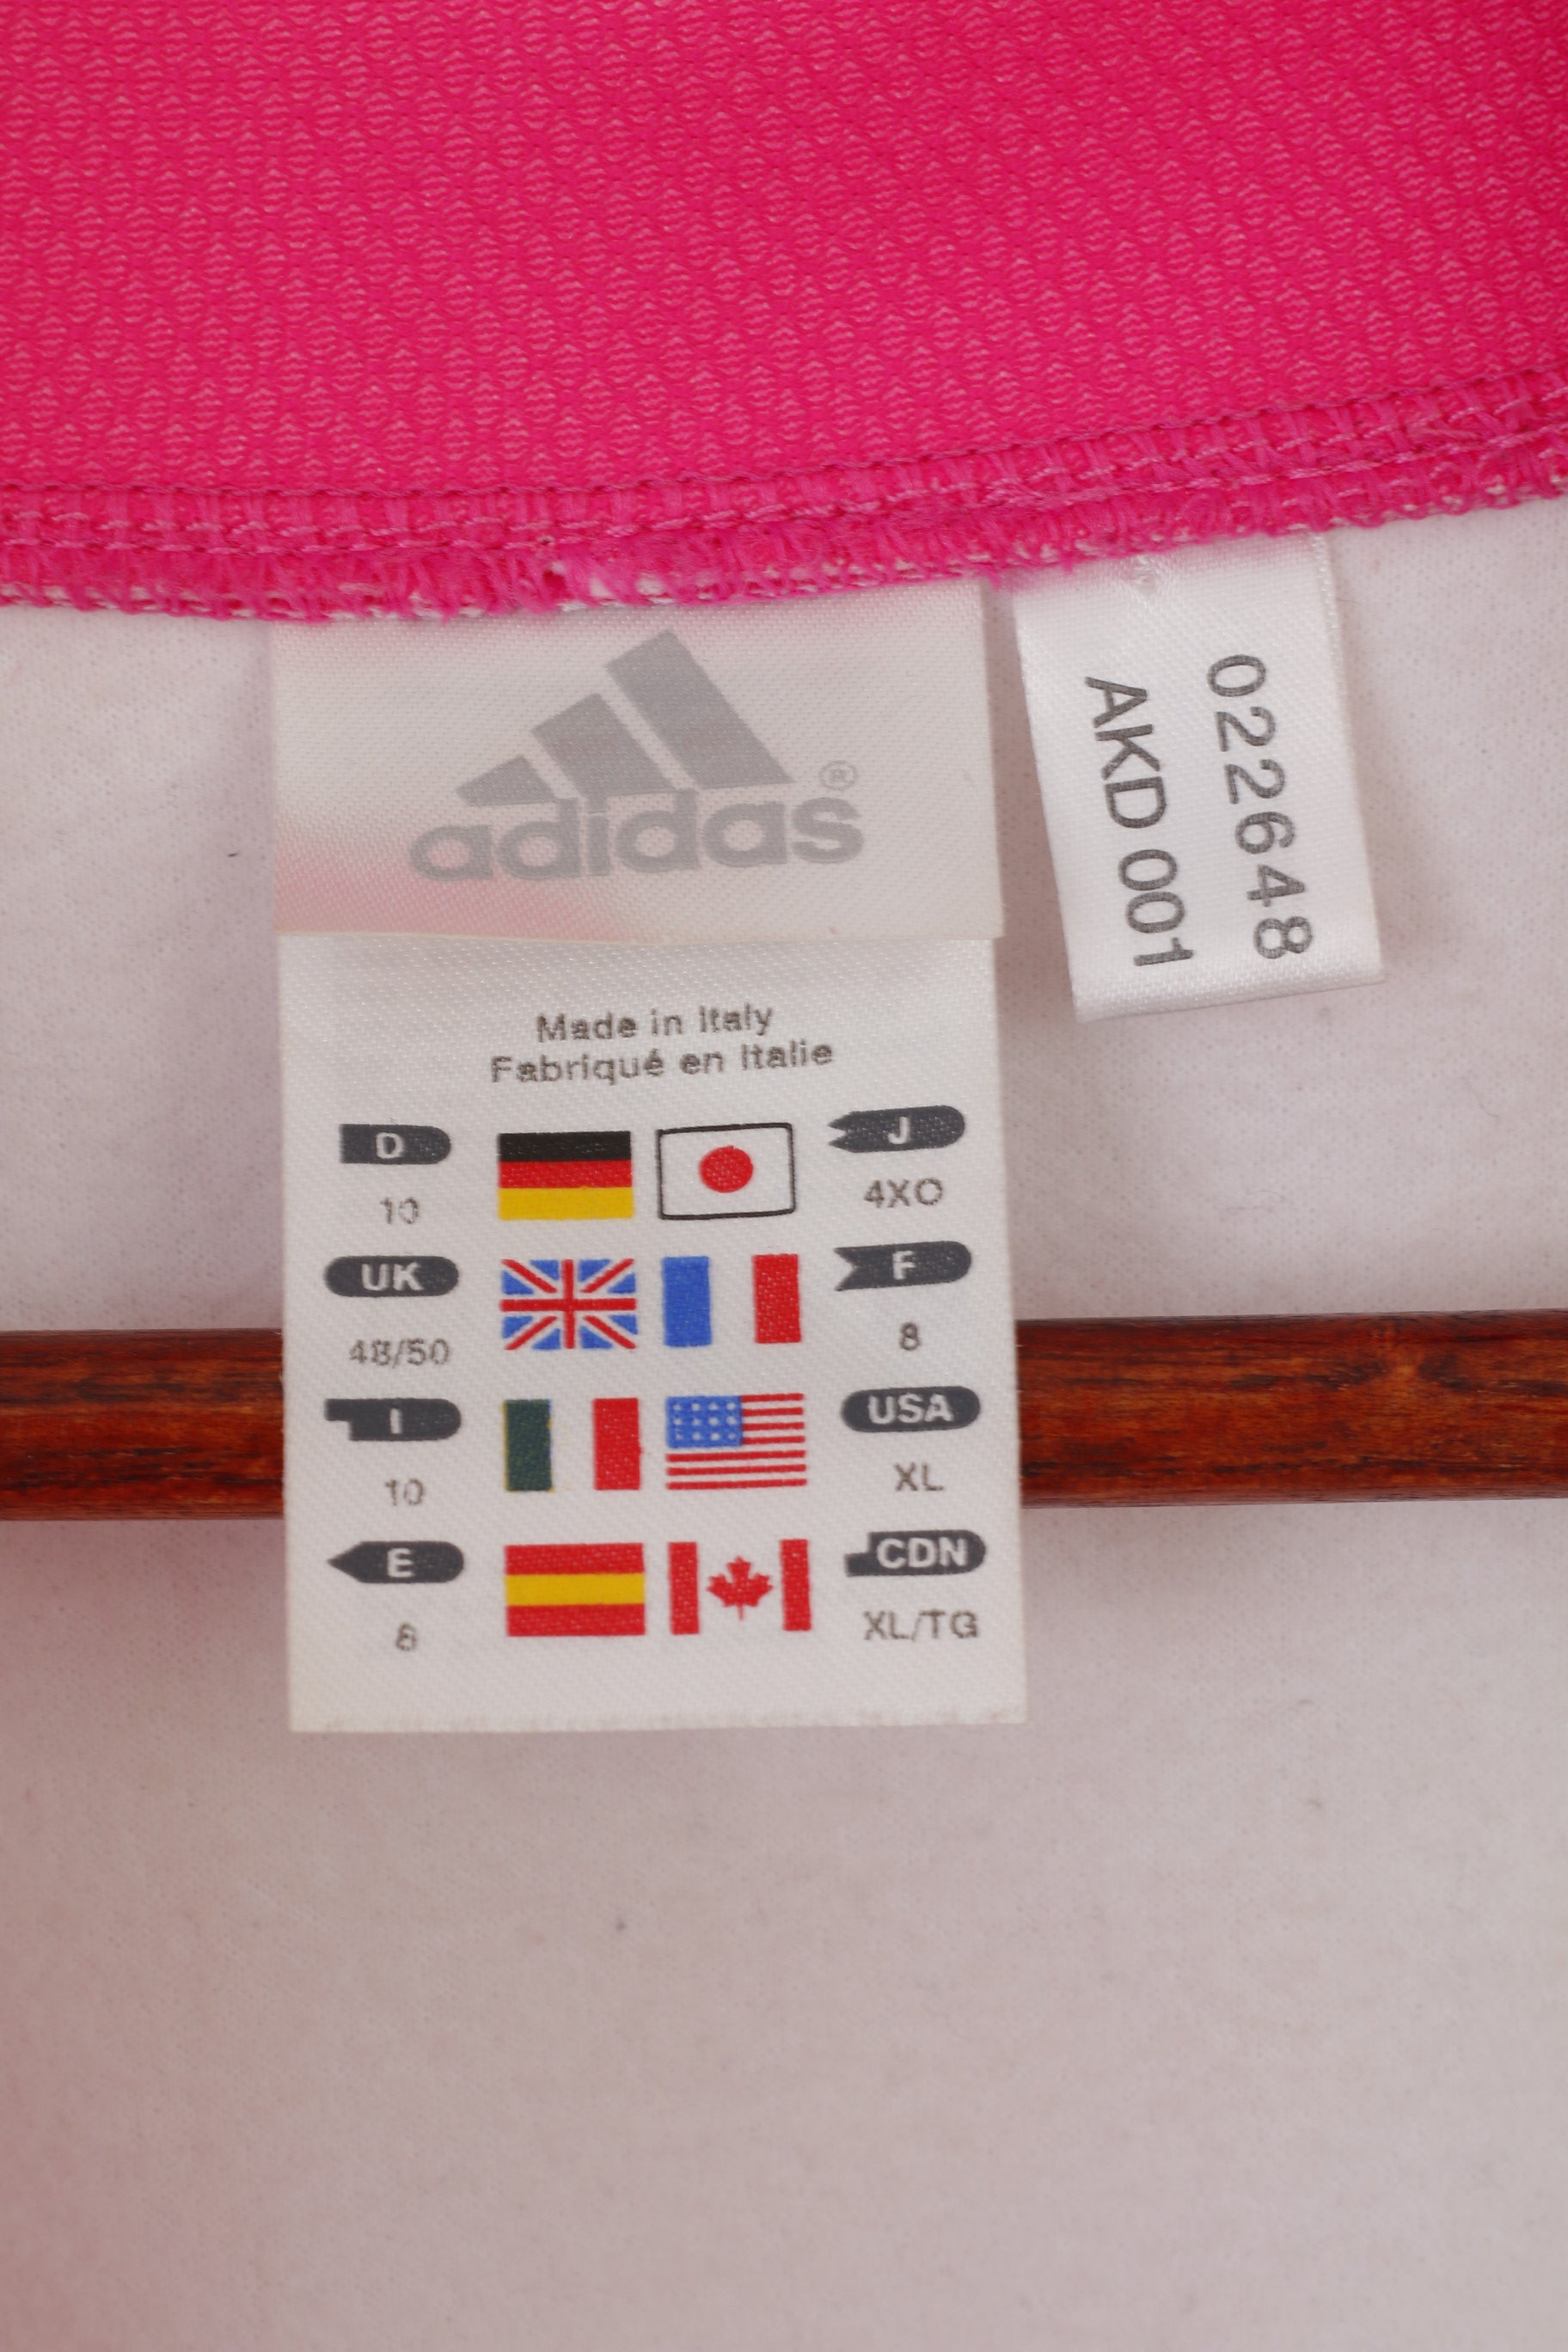 adidas®
Made in Italy
Fabriqué en Italie
D J
10 4XO
UK F
48/50 8
I USA
10 XL
E CDN
8 XL/TG
022648
AKD 001